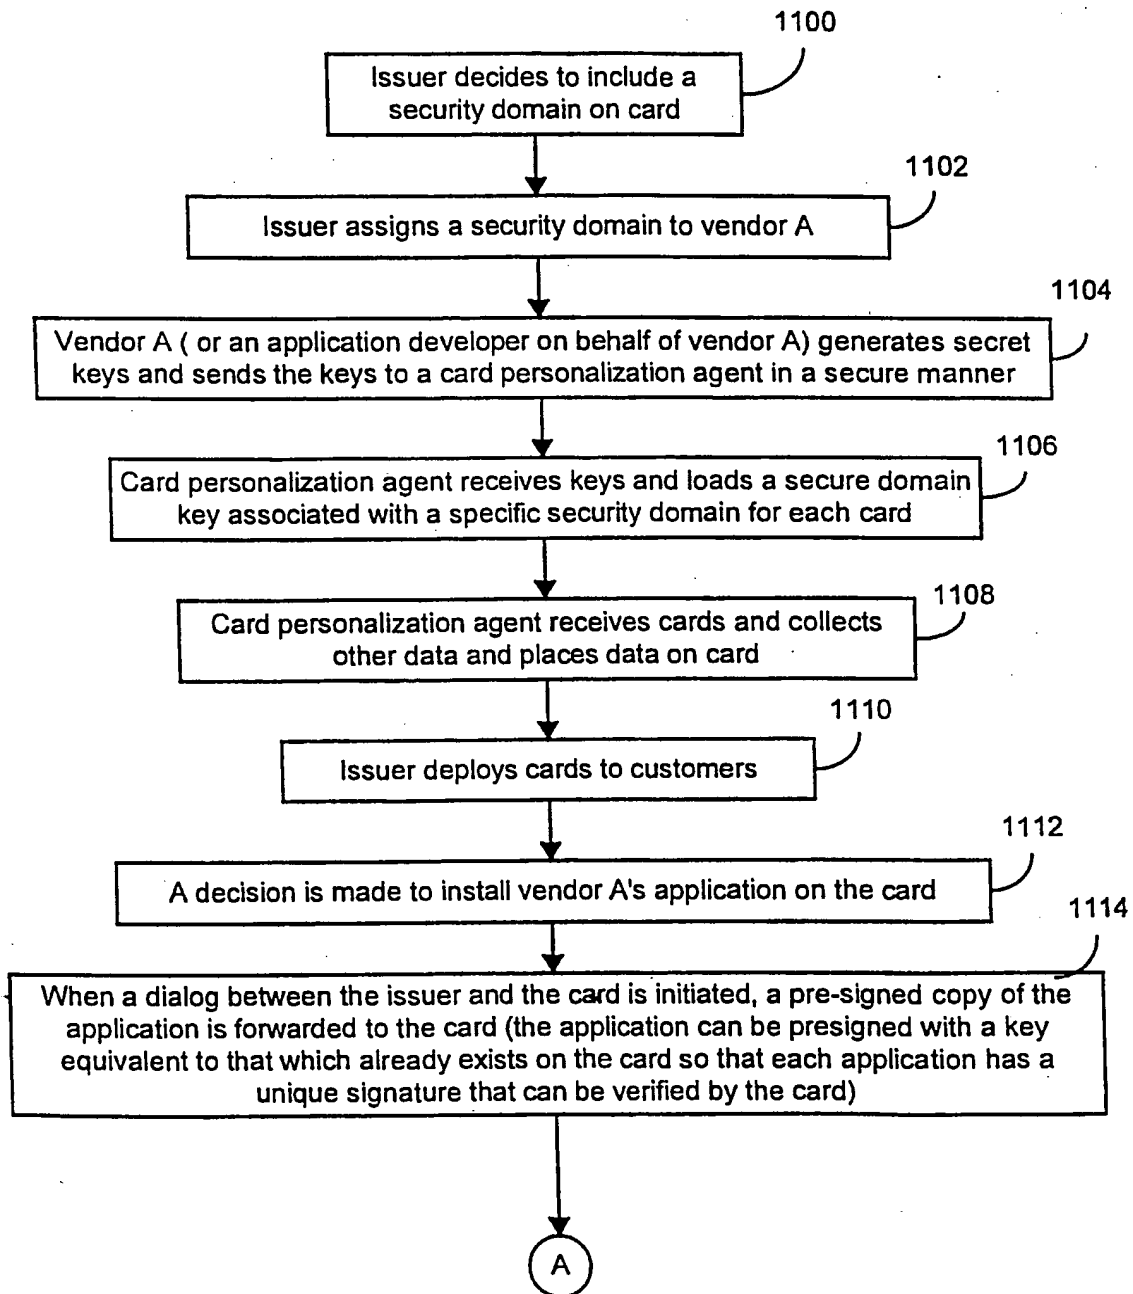 1100
Issuer decides to include a
security domain on card
1102
Issuer assigns a security domain to vendor A
1104
Vendor A ( or an application developer on behalf of vendor A) generates secret
keys and sends the keys to a card personalization agent in a secure manner
1106
Card personalization agent receives keys and loads a secure domain
key associated with a specific security domain for each card
1108
Card personalization agent receives cards and collects
other data and places data on card
1110
Issuer deploys cards to customers
1112
A decision is made to install vendor A's application on the card
1114
When a dialog between the issuer and the card is initiated, a pre-signed copy of the
application is forwarded to the card (the application can be presigned with a key
equivalent to that which already exists on the card so that each application has a
unique signature that can be verified by the card)
A